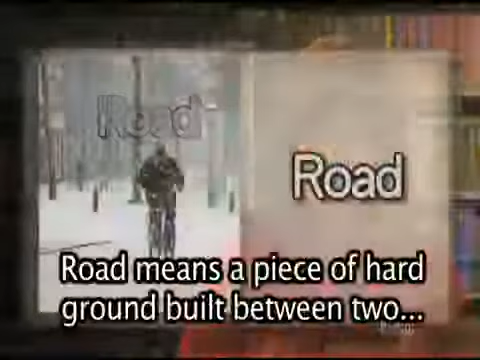 Road
Road
Road means a piece of hard
ground built between two...